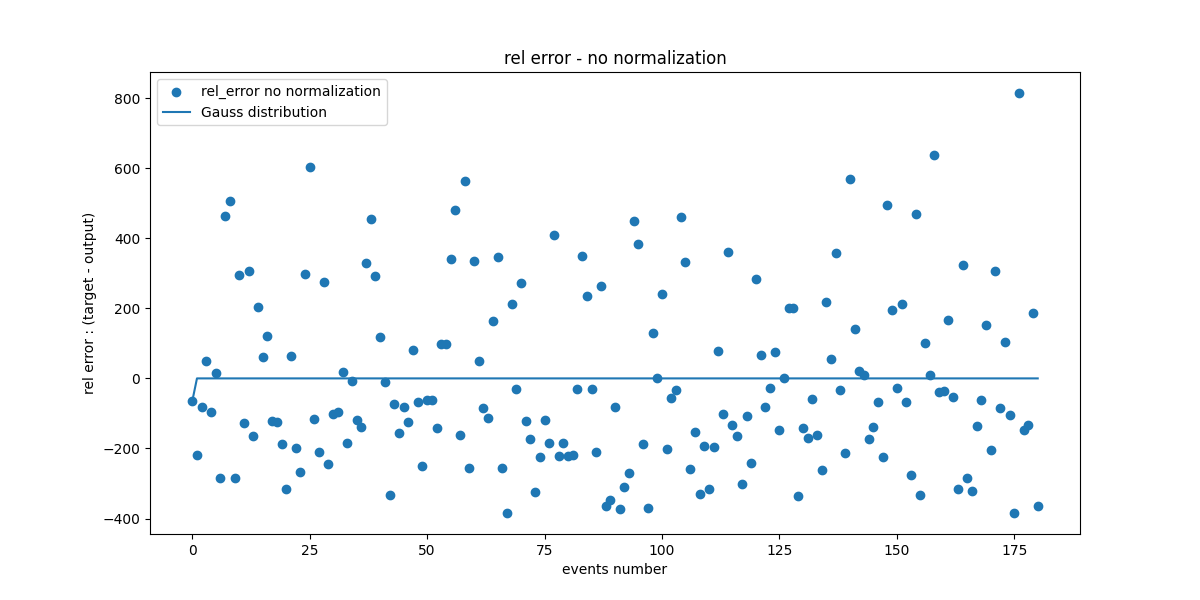 rel error - no normalization
rel_error no normalization
Gauss distribution
rel error : (target - output)
800
600
400
200
0
−200
−400
0 25 50 75 100 125 150 175
events number